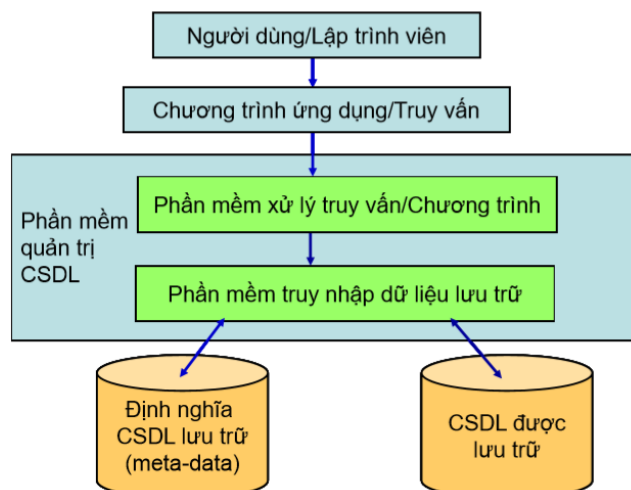 Người dùng/Lập trình viên
Chương trình ứng dụng/Truy vấn
Phần mềm
quản trị
CSDL
Phần mềm xử lý truy vấn/Chương trình
Phần mềm truy nhập dữ liệu lưu trữ
Định nghĩa
CSDL lưu trữ
(meta-data)
CSDL được
lưu trữ